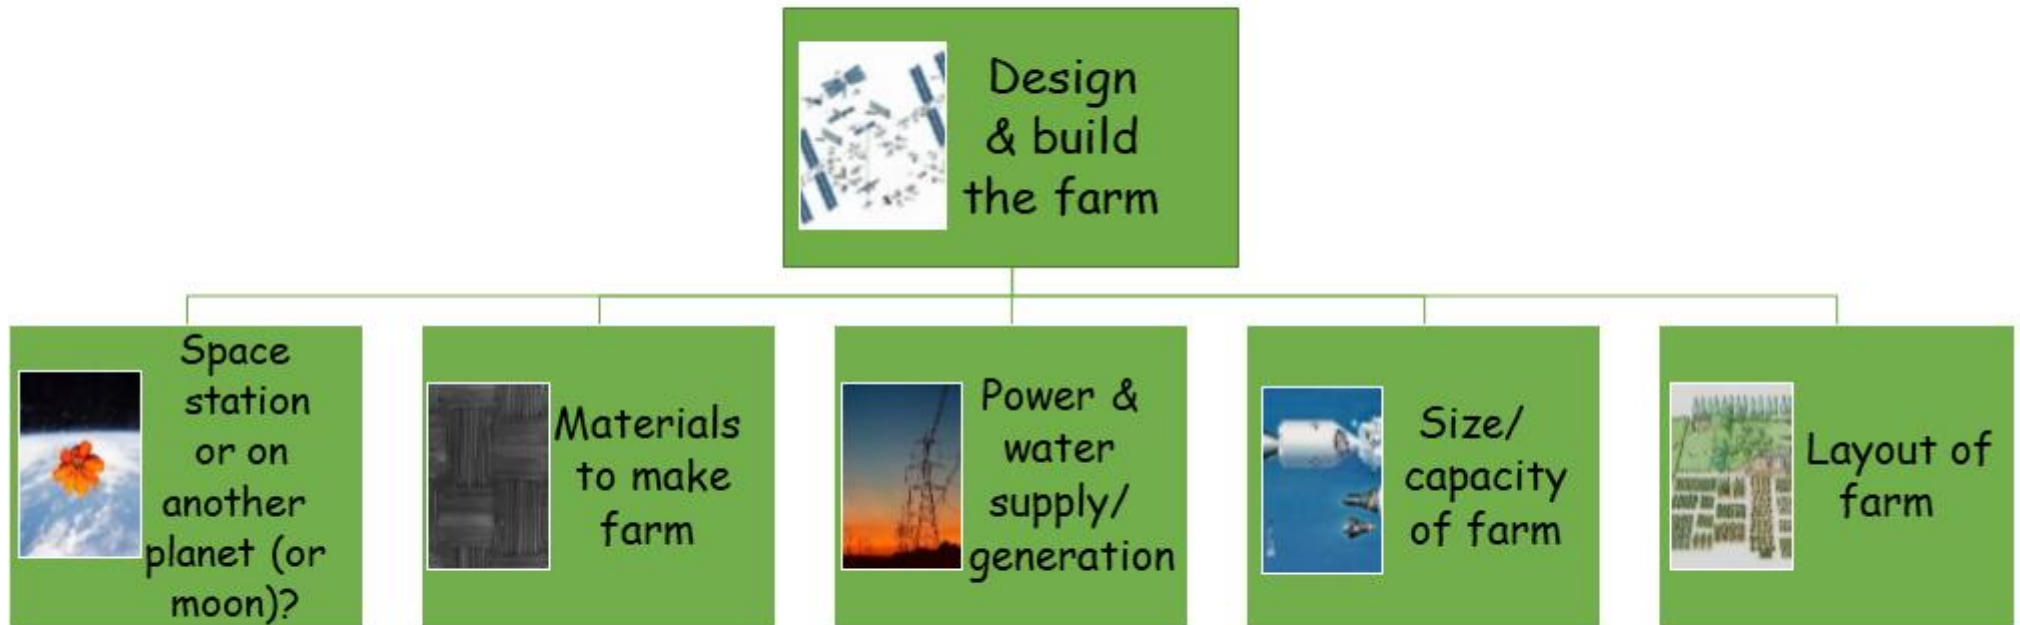 Design
& build
the farm
Space
station
or on
another
planet (or
moon)?
Materials
to make
farm
Power &
water
supply/
generation
Size/
capacity
of farm
Layout of
farm